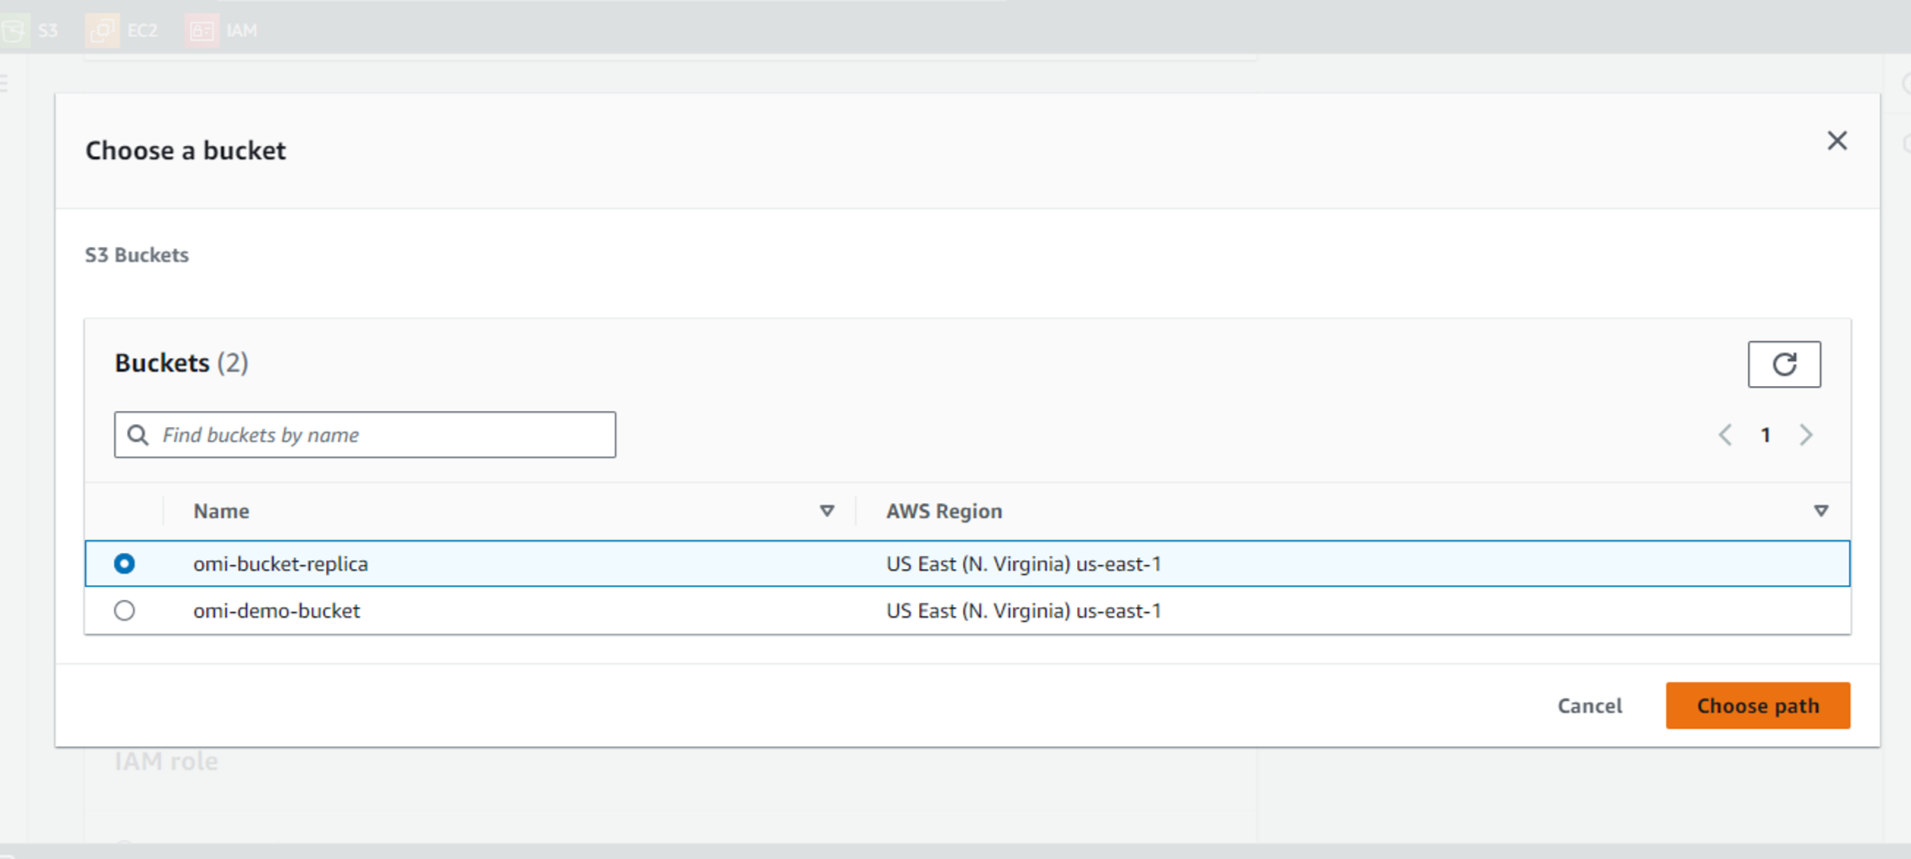 S3 EC2 IAM
Choose a bucket
S3 Buckets
Buckets (2)
Find buckets by name
1
Name AWS Region
omi-bucket-replica US East (N. Virginia) us-east-1
omi-demo-bucket US East (N. Virginia) us-east-1
Cancel Choose path
IAM role